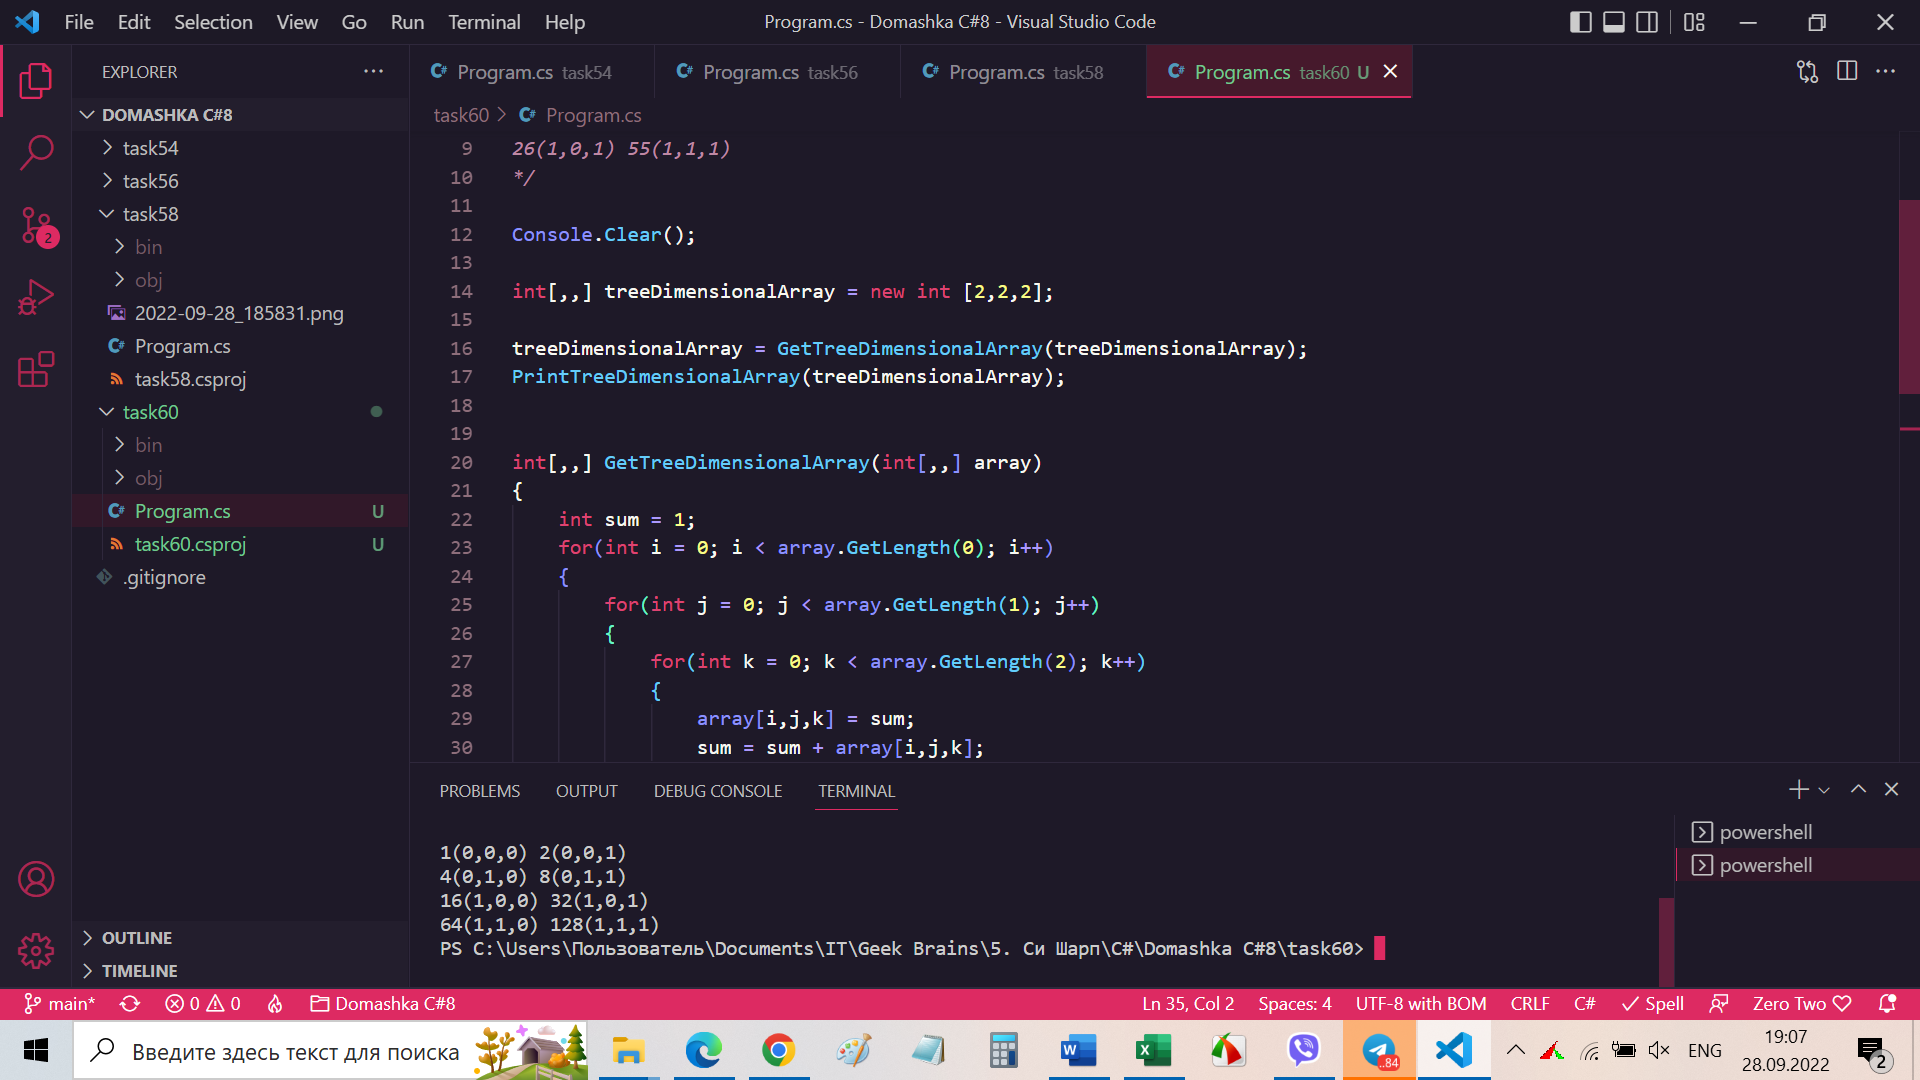 File Edit Selection View Go Run Terminal Help
Program.cs - Domashka C#8 - Visual Studio Code
EXPLORER
DOMASHKA C#8
task54
task56
task58
bin
obj
2022-09-28_185831.png
Program.cs
task58.csproj
task60
bin
obj
Program.cs U
task60.csproj U
.gitignore
OUTLINE
TIMELINE
2
Program.cs task54
Program.cs task56
Program.cs task58
Program.cs task60 U
task60 > Program.cs
9 26(1,0,1) 55(1,1,1)
10 */
11
12 Console.Clear();
13
14 int[,,] treeDimensionalArray = new int [2,2,2];
15
16 treeDimensionalArray = GetTreeDimensionalArray(treeDimensionalArray);
17 PrintTreeDimensionalArray(treeDimensionalArray);
18
19
20 int[,,] GetTreeDimensionalArray(int[,,] array)
21 {
22 int sum = 1;
23 for(int i = 0; i < array.GetLength(0); i++)
24 {
25 for(int j = 0; j < array.GetLength(1); j++)
26 {
27 for(int k = 0; k < array.GetLength(2); k++)
28 {
29 array[i,j,k] = sum;
30 sum = sum + array[i,j,k];
PROBLEMS OUTPUT DEBUG CONSOLE TERMINAL
1(0,0,0) 2(0,0,1)
4(0,1,0) 8(0,1,1)
16(1,0,0) 32(1,0,1)
64(1,1,0) 128(1,1,1)
PS C:\Users\Пользователь\Documents\IT\Geek Brains\5. Си Шарп\C#\Domashka C#8\task60>
powershell
powershell
main* 0 0 Domashka C#8
Ln 35, Col 2 Spaces: 4 UTF-8 with BOM CRLF C# Spell Zero Two
Введите здесь текст для поиска
..84
ENG
19:07
28.09.2022
2